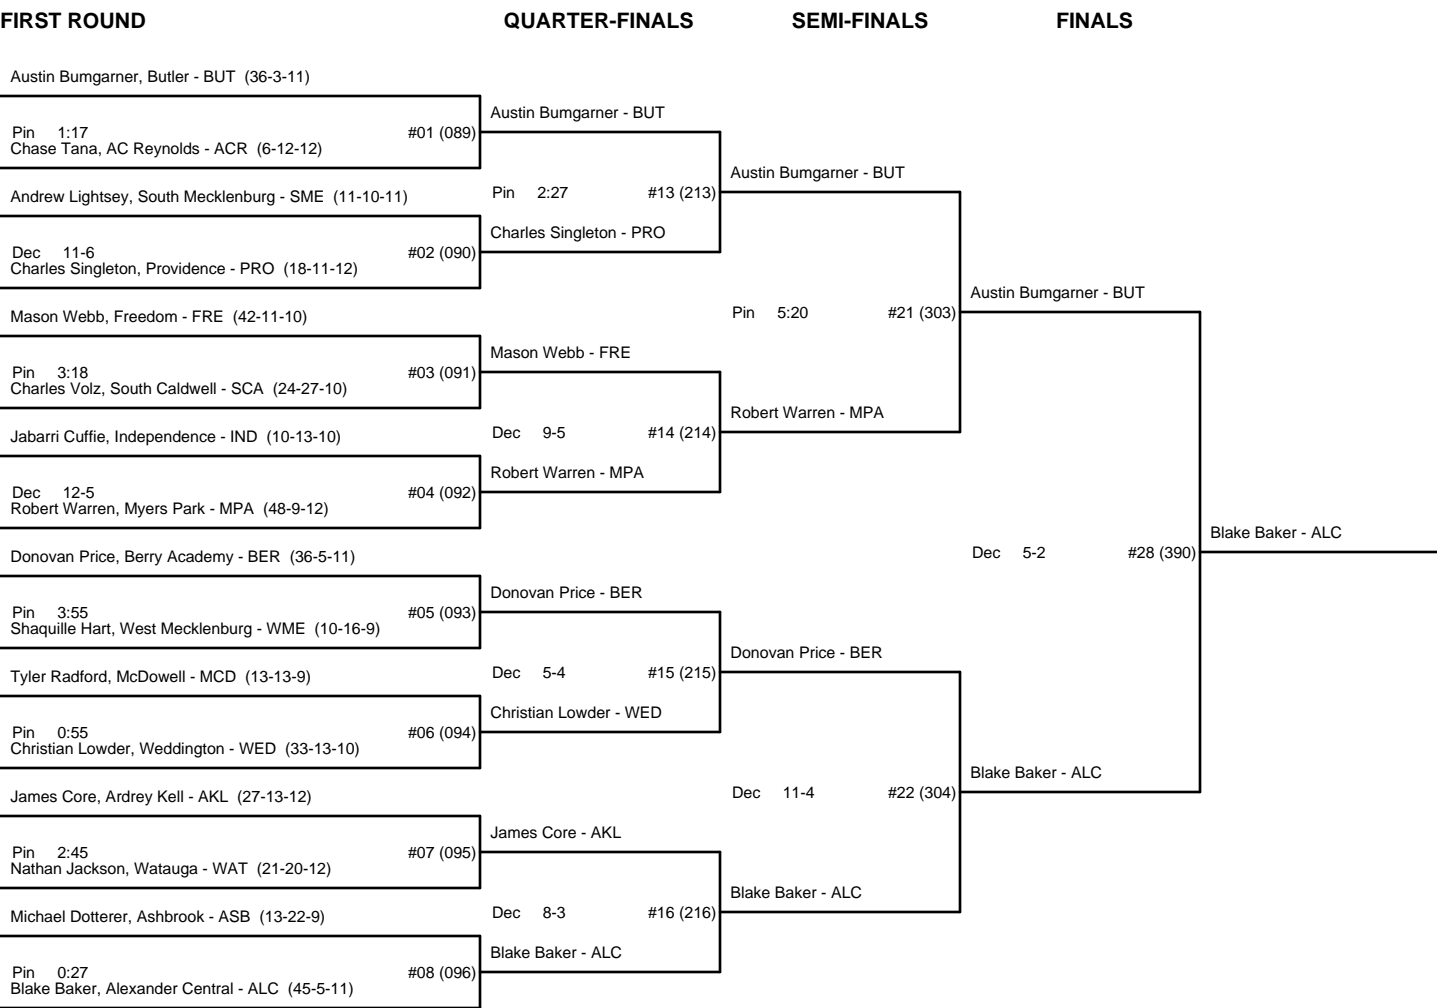 FIRST ROUND QUARTER-FINALS SEMI-FINALS FINALS
Austin Bumgarner, Butler - BUT (36-3-11)
Austin Bumgarner - BUT
Pin 1:17 #01 (089)
Chase Tana, AC Reynolds - ACR (6-12-12)
Austin Bumgarner - BUT
Andrew Lightsey, South Mecklenburg - SME (11-10-11)
Pin 2:27 #13 (213)
Charles Singleton - PRO
Dec 11-6 #02 (090)
Charles Singleton, Providence - PRO (18-11-12)
Austin Bumgarner - BUT
Mason Webb, Freedom - FRE (42-11-10)
Pin 5:20 #21 (303)
Mason Webb - FRE
Pin 3:18 #03 (091)
Charles Volz, South Caldwell - SCA (24-27-10)
Robert Warren - MPA
Jabarri Cuffie, Independence - IND (10-13-10)
Dec 9-5 #14 (214)
Robert Warren - MPA
Dec 12-5 #04 (092)
Robert Warren, Myers Park - MPA (48-9-12)
Blake Baker - ALC
Donovan Price, Berry Academy - BER (36-5-11)
Dec 5-2 #28 (390)
Donovan Price - BER
Pin 3:55 #05 (093)
Shaquille Hart, West Mecklenburg - WME (10-16-9)
Donovan Price - BER
Tyler Radford, McDowell - MCD (13-13-9)
Dec 5-4 #15 (215)
Christian Lowder - WED
Pin 0:55 #06 (094)
Christian Lowder, Weddington - WED (33-13-10)
Blake Baker - ALC
James Core, Ardrey Kell - AKL (27-13-12)
Dec 11-4 #22 (304)
James Core - AKL
Pin 2:45 #07 (095)
Nathan Jackson, Watauga - WAT (21-20-12)
Blake Baker - ALC
Michael Dotterer, Ashbrook - ASB (13-22-9)
Dec 8-3 #16 (216)
Blake Baker - ALC
Pin 0:27 #08 (096)
Blake Baker, Alexander Central - ALC (45-5-11)